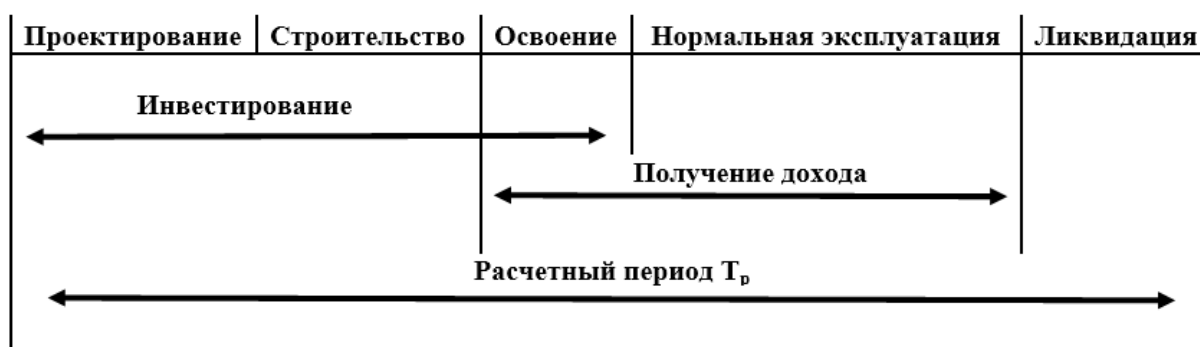 Проектирование Строительство Освоение Нормальная эксплуатация Ликвидация
Инвестирование
Получение дохода
Расчетный период Tр